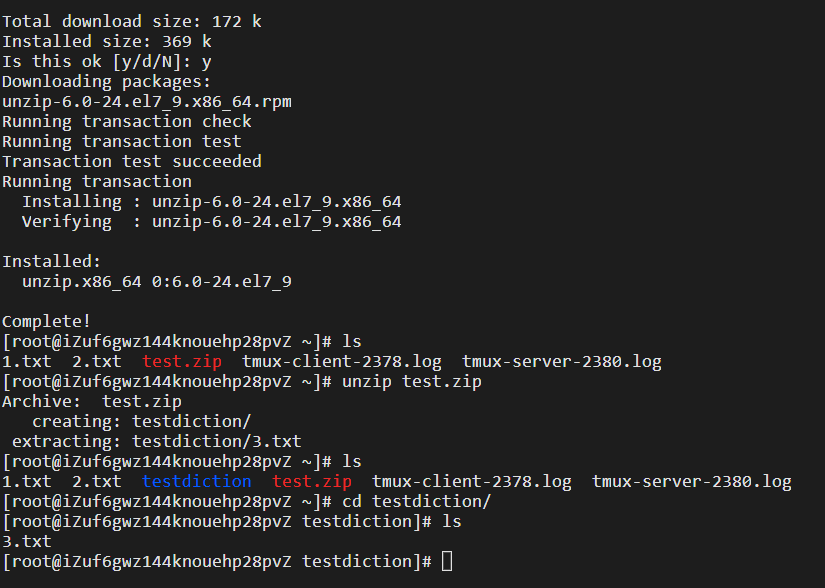 Total download size: 172 k
Installed size: 369 k
Is this ok [y/d/N]: y
Downloading packages:
unzip-6.0-24.el7_9.x86_64.rpm
Running transaction check
Running transaction test
Transaction test succeeded
Running transaction
  Installing : unzip-6.0-24.el7_9.x86_64
  Verifying  : unzip-6.0-24.el7_9.x86_64

Installed:
  unzip.x86_64 0:6.0-24.el7_9

Complete!
[root@iZuf6gwz144knouehp28pvZ ~]# ls
1.txt  2.txt  test.zip  tmux-client-2378.log  tmux-server-2380.log
[root@iZuf6gwz144knouehp28pvZ ~]# unzip test.zip
Archive:  test.zip
   creating: testdiction/
 extracting: testdiction/3.txt
[root@iZuf6gwz144knouehp28pvZ ~]# ls
1.txt  2.txt  testdiction  test.zip  tmux-client-2378.log  tmux-server-2380.log
[root@iZuf6gwz144knouehp28pvZ ~]# cd testdiction/
[root@iZuf6gwz144knouehp28pvZ testdiction]# ls
3.txt
[root@iZuf6gwz144knouehp28pvZ testdiction]#